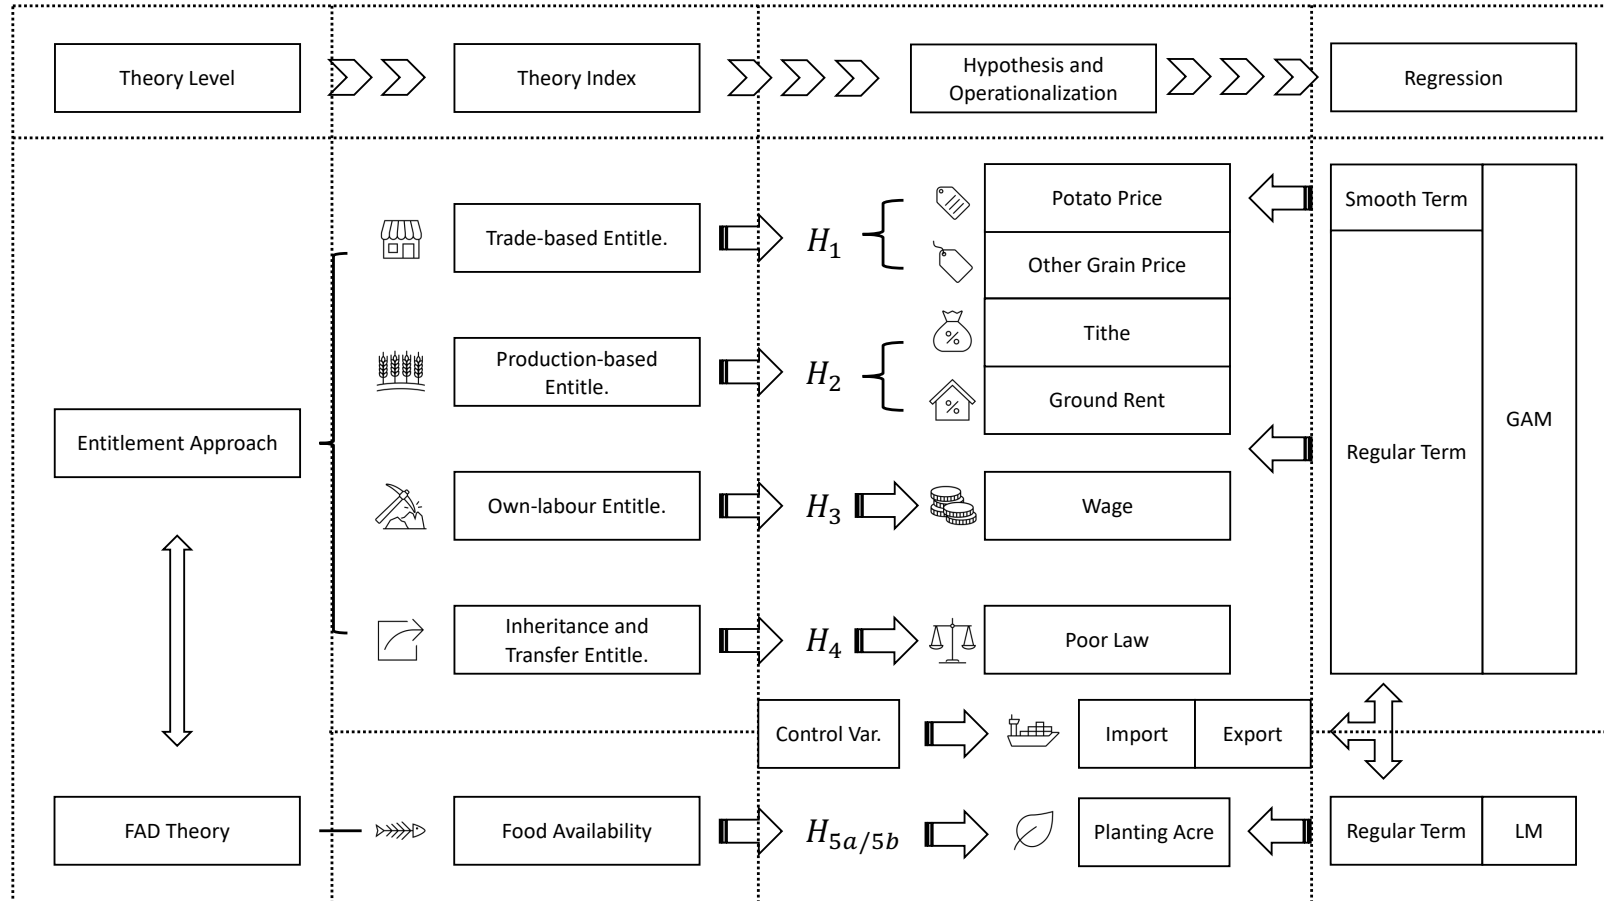 Theory Level
Theory Index
Hypothesis and
Operationalization
Regression
Trade-based Entitle.
H1
Potato Price
Other Grain Price
Smooth Term
Production-based
Entitle.
H2
Tithe
Ground Rent
Entitlement Approach
Regular Term
GAM
Own-labour Entitle.
H3
Wage
Inheritance and
Transfer Entitle.
H4
Poor Law
Control Var.
Import
Export
FAD Theory
Food Availability
H5a/5b
Planting Acre
Regular Term
LM